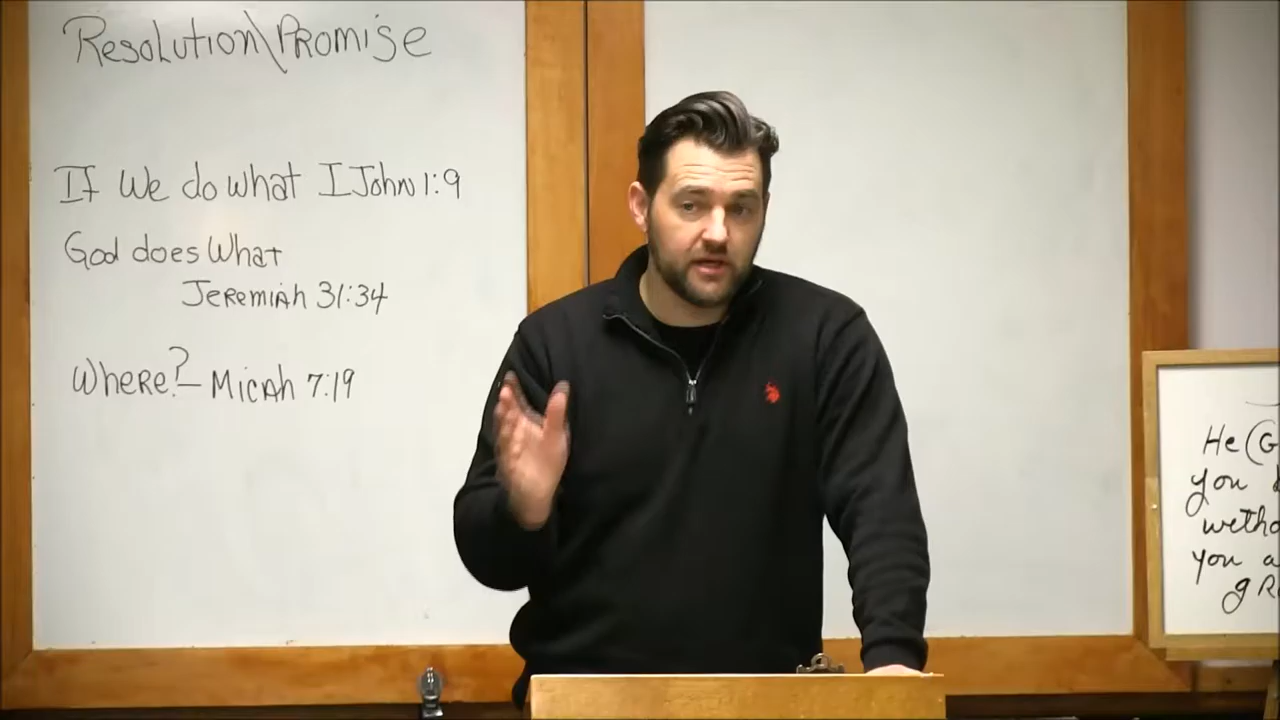 Resolution\Promise
If We do what I John 1:9
God does What
Jeremiah 31:34
Where? - Micah 7:19
He (G
you
you a